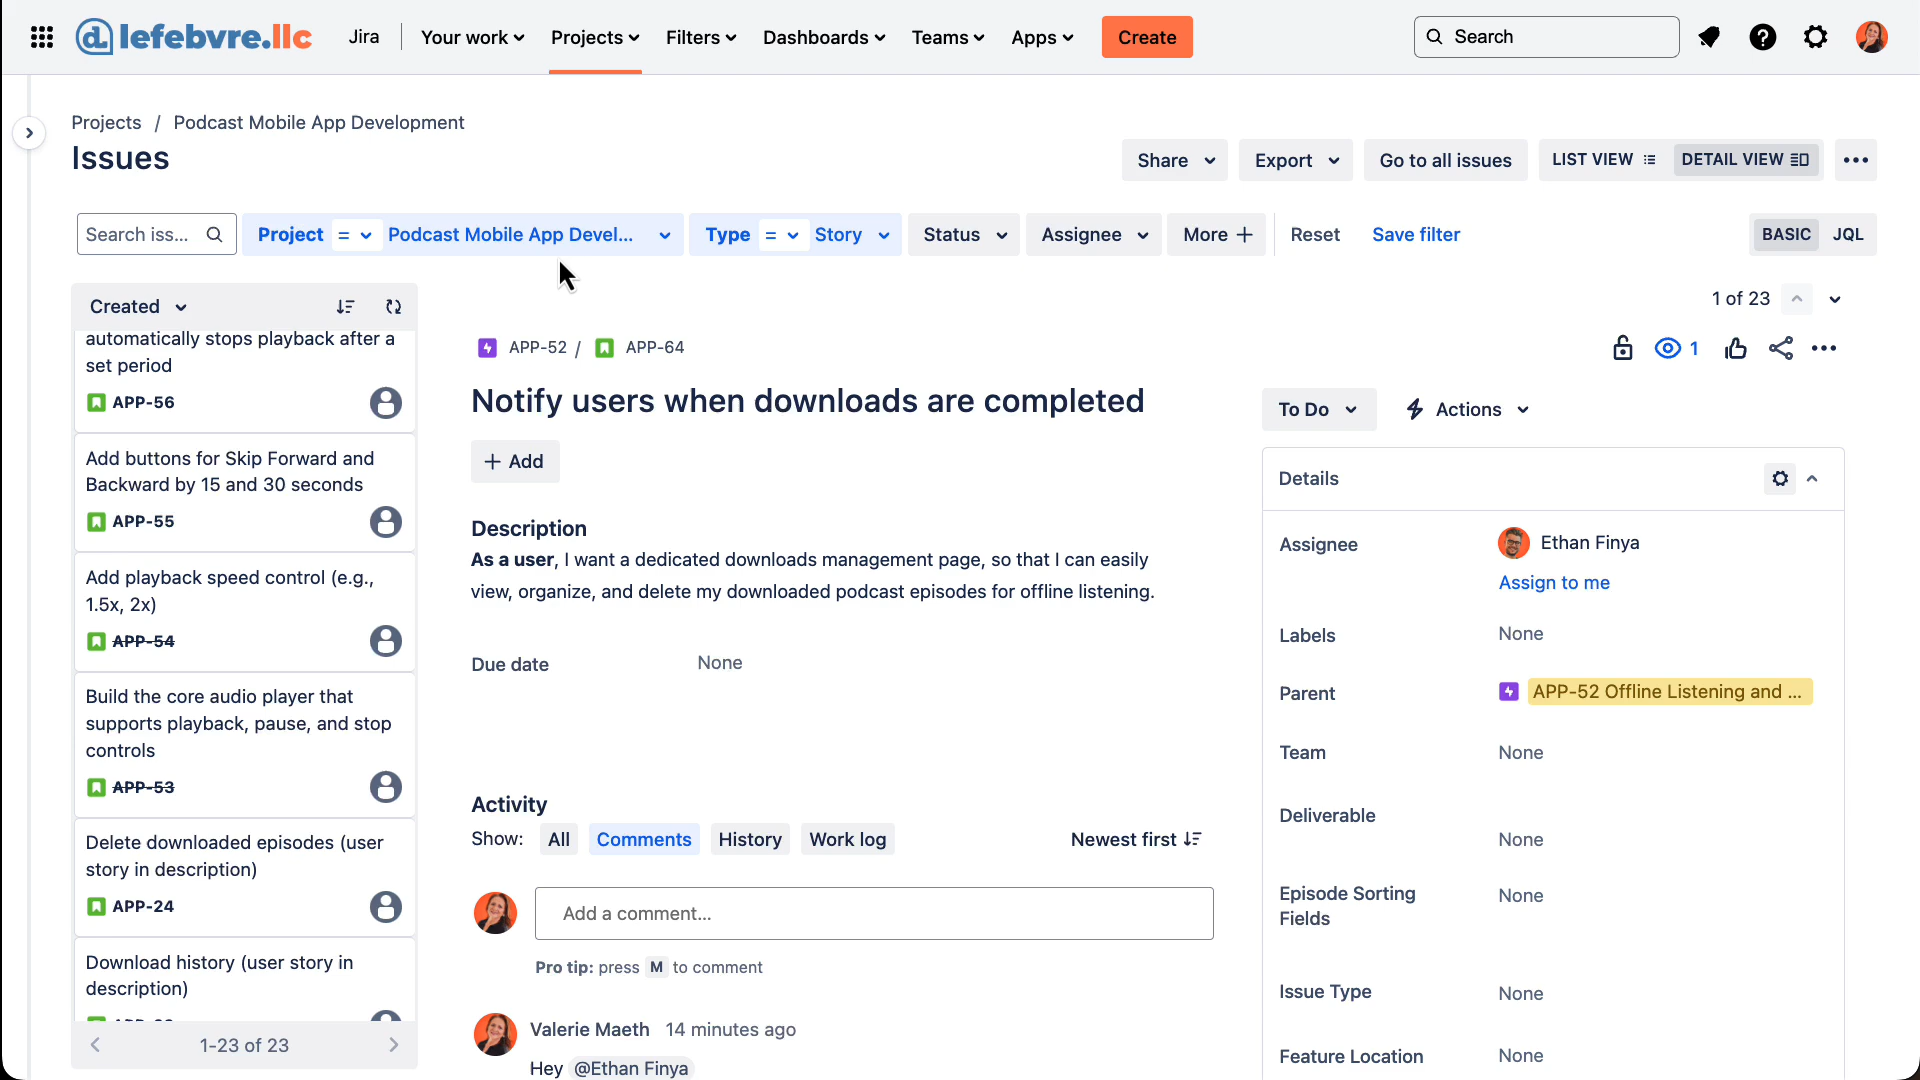 lefebvre.llc
Jira
Your work
Projects
Filters
Dashboards
Teams
Apps
Create
Search
Projects / Podcast Mobile App Development
Issues
Share
Export
Go to all issues
LIST VIEW
DETAIL VIEW
Search iss...
Project = Podcast Mobile App Devel...
Type = Story
Status
Assignee
More
Reset
Save filter
BASIC
JQL
Created
automatically stops playback after a
set period
APP-56
Add buttons for Skip Forward and
Backward by 15 and 30 seconds
APP-55
Add playback speed control (e.g.,
1.5x, 2x)
APP-54
Build the core audio player that
supports playback, pause, and stop
controls
APP-53
Delete downloaded episodes (user
story in description)
APP-24
Download history (user story in
description)
1-23 of 23
1 of 23
APP-52 / APP-64
1
Notify users when downloads are completed
Add
Description
As a user, I want a dedicated downloads management page, so that I can easily
view, organize, and delete my downloaded podcast episodes for offline listening.
Due date
None
Activity
Show:
All
Comments
History
Work log
Newest first
Add a comment...
Pro tip: press M to comment
Valerie Maeth 14 minutes ago
Hey @Ethan Finya
To Do
Actions
Details
Assignee
Ethan Finya
Assign to me
Labels
None
Parent
APP-52 Offline Listening and ...
Team
None
Deliverable
None
Episode Sorting
Fields
None
Issue Type
None
Feature Location
None